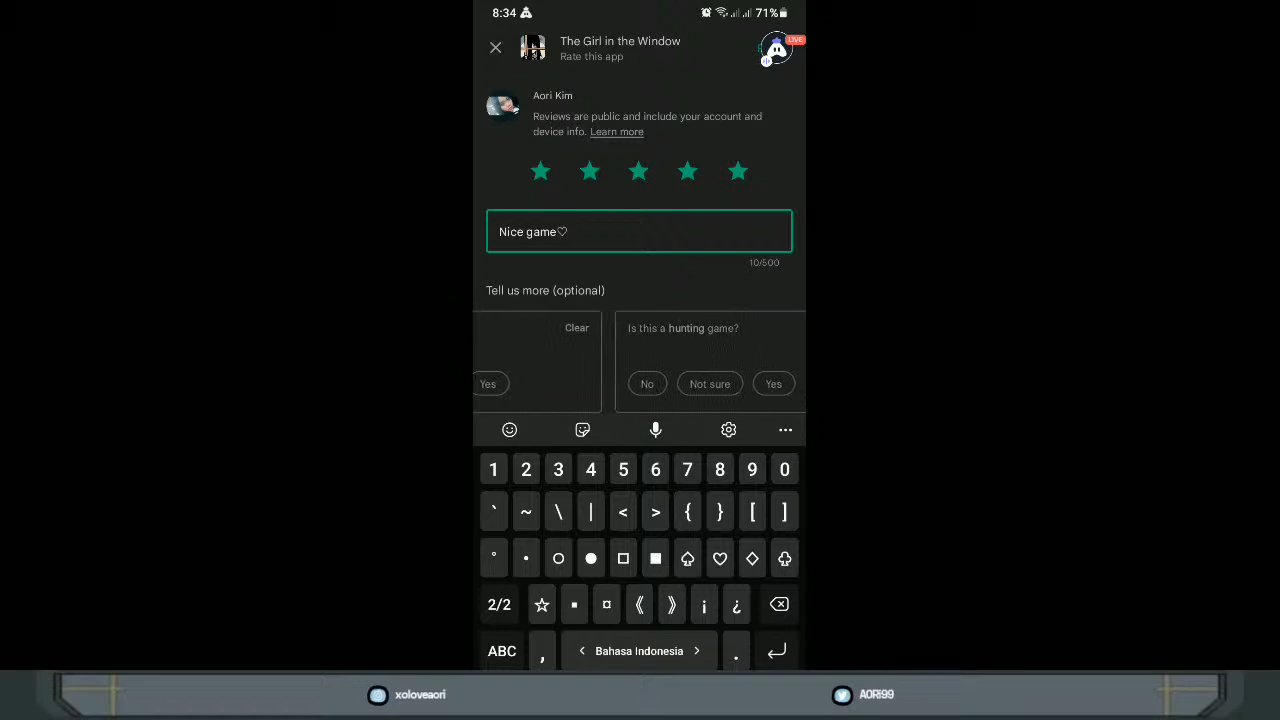 8:34
71%
The Girl in the Window
Rate this app
LIVE
Aori Kim
Reviews are public and include your account and
device info. Learn more
Nice game♡
10/500
Tell us more (optional)
Clear
Is this a hunting game?
Yes
No
Not sure
Yes
1 2 3 4 5 6 7 8 9 0
` ~ \ | < > { } [ ]
° • ○ ● □ ■ ♤ ♡ ◇ ♧
2/2 ☆ ▪ ¤ 《 》 ¡ ¿
ABC , < Bahasa Indonesia > .
xoloveaori
AORI99